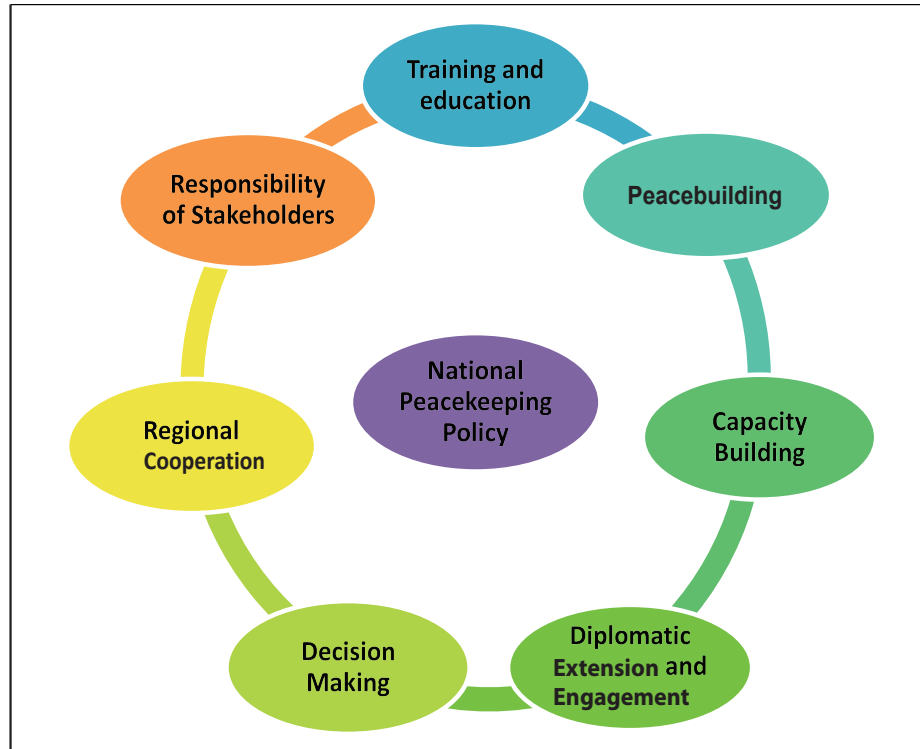 Training and
education
Peacebuilding
Capacity
Building
Diplomatic
Extension and
Engagement
Decision
Making
Regional
Cooperation
Responsibility
of Stakeholders
National
Peacekeeping
Policy